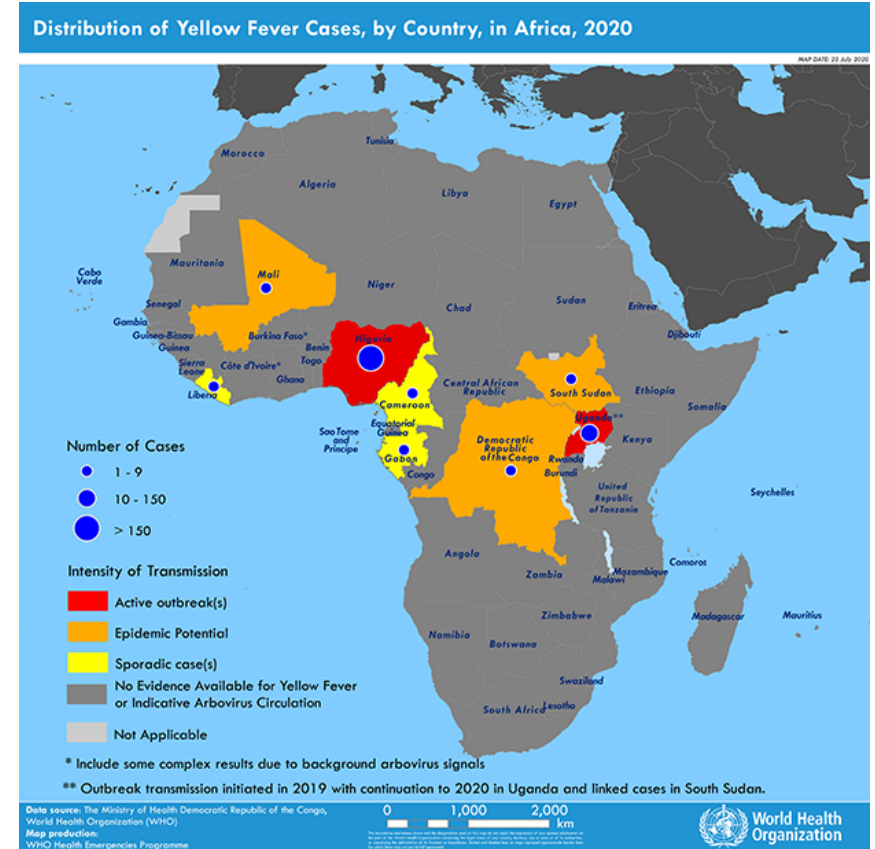 Distribution of Yellow Fever Cases, by Country, in Africa, 2020
MAP DATE: 23 July 2020
Tunisia
Morocco
Algeria
Libya
Egypt
Cabo
Verde
Mauritania
Mali
Niger
Chad
Sudan
Eritrea
Senegal
Gambia
Guinea-Bissau
Guinea
Burkina Faso*
Djibouti
Sierra
Leone
Côte d'Ivoire*
Ghana
Togo
Benin
Nigeria
Liberia
Cameroon
Central African
Republic
South Sudan
Ethiopia
Somalia
Sao Tome
and
Principe
Equatorial
Guinea
Gabon
Congo
Democratic
Republic
of the Congo
Uganda**
Kenya
Rwanda
Burundi
United
Republic
of Tanzania
Seychelles
Angola
Zambia
Malawi
Mozambique
Comoros
Madagascar
Mauritius
Zimbabwe
Namibia
Botswana
Swaziland
South Africa
Lesotho
Number of Cases
1 - 9
10 - 150
> 150
Intensity of Transmission
Active outbreak(s)
Epidemic Potential
Sporadic case(s)
No Evidence Available for Yellow Fever
or Indicative Arbovirus Circulation
Not Applicable
* Include some complex results due to background arbovirus signals
** Outbreak transmission initiated in 2019 with continuation to 2020 in Uganda and linked cases in South Sudan.
Data source: The Ministry of Health Democratic Republic of the Congo,
World Health Organization (WHO)
Map production:
WHO Health Emergencies Programme
0 1,000 2,000
km
World Health
Organization